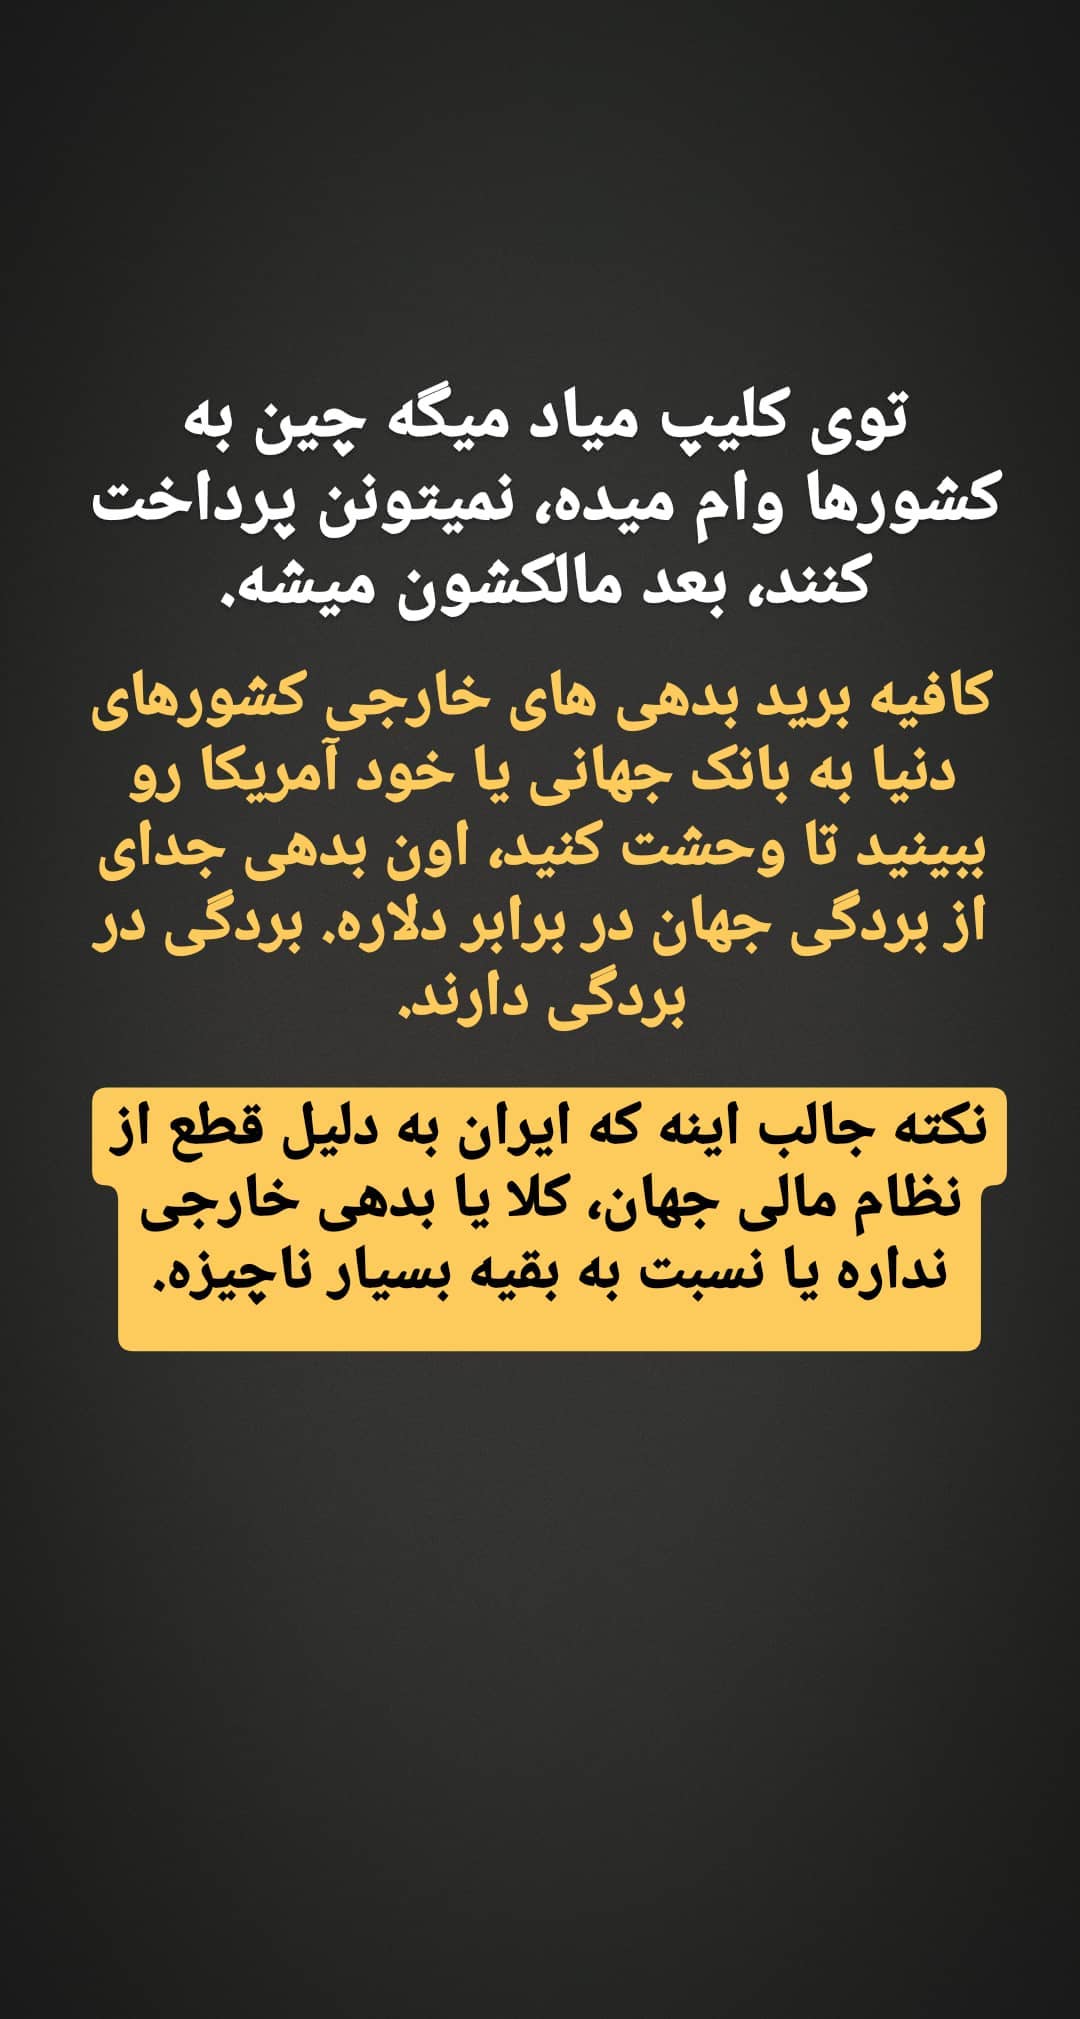 توی کلیپ میاد میگه چین به
کشورها وام میده، نمیتونن پرداخت
کنند، بعد مالکشون میشه.
کافیه برید بدهی های خارجی کشورهای
دنیا به بانک جهانی یا خود آمریکا رو
ببینید تا وحشت کنید، اون بدهی جدای
از بردگی جهان در برابر دلاره. بردگی در
بردگی دارند.
نکته جالب اینه که ایران به دلیل قطع از
نظام مالی جهان، کلا یا بدهی خارجی
نداره یا نسبت به بقیه بسیار ناچیزه.